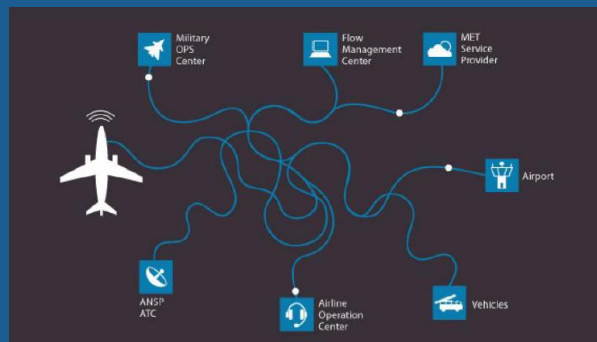 Military
OPS
Center
Flow
Management
Center
MET
Service
Provider
Airport
ANSP
ATC
Airline
Operation
Center
Vehicles